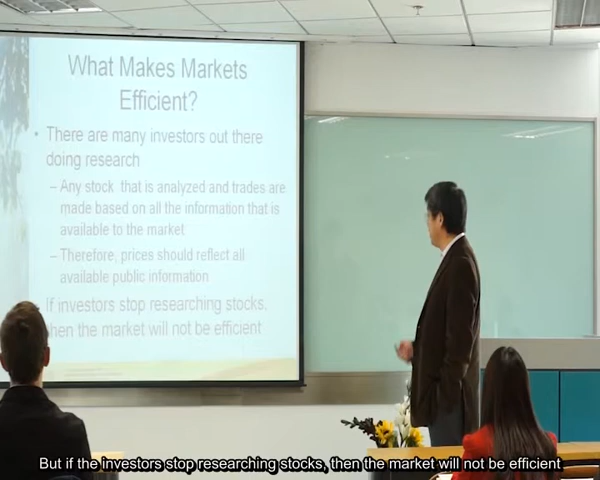 What Makes Markets
Efficient?
• There are many investors out there
doing research
– Any stock that is analyzed and trades are
made based on all the information that is
available to the market
– Therefore, prices should reflect all
available public information
If investors stop researching stocks,
then the market will not be efficient
But if the investors stop researching stocks, then the market will not be efficient